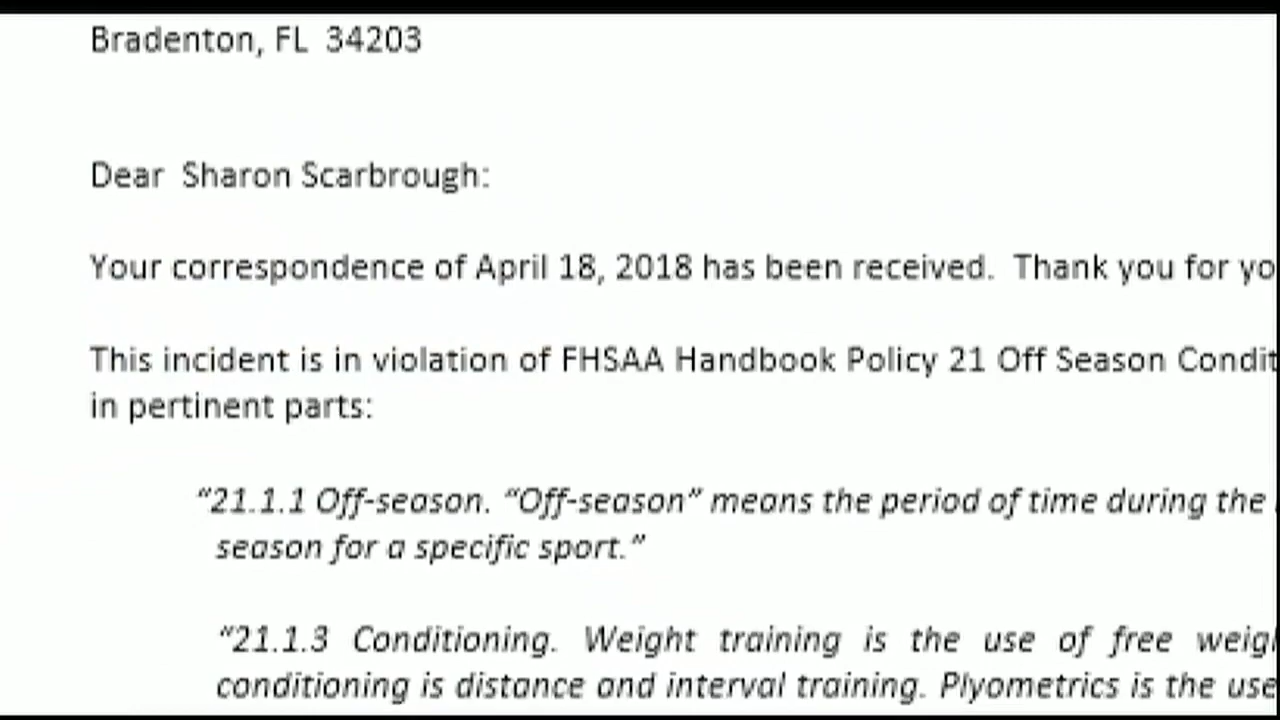 Bradenton, FL 34203
Dear Sharon Scarbrough:
Your correspondence of April 18, 2018 has been received. Thank you for yo
This incident is in violation of FHSAA Handbook Policy 21 Off Season Condit
in pertinent parts:
“21.1.1 Off-season. “Off-season” means the period of time during the
season for a specific sport.”
“21.1.3 Conditioning. Weight training is the use of free weig
conditioning is distance and interval training. Plyometrics is the use